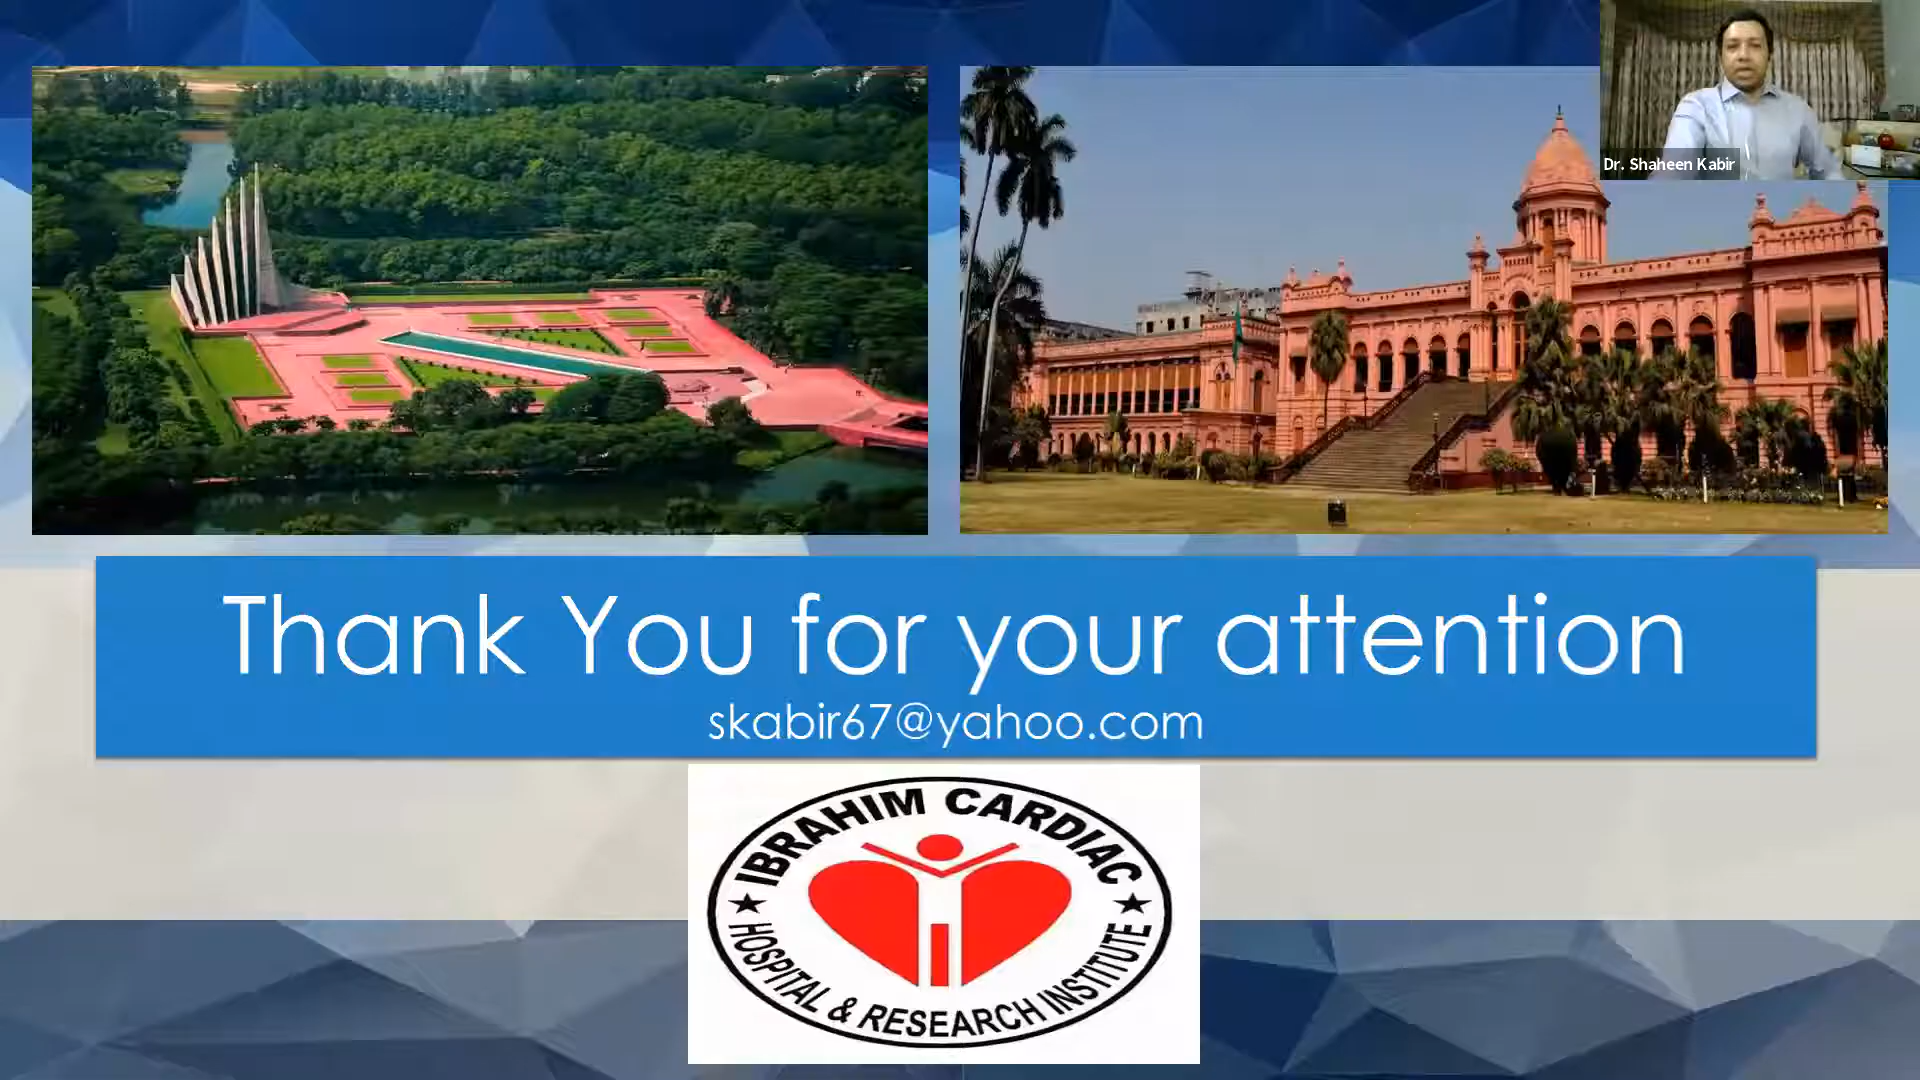 Dr. Shaheen Kabir
Thank You for your attention
skabir67@yahoo.com
IBRAHIM CARDIAC
HOSPITAL & RESEARCH INSTITUTE